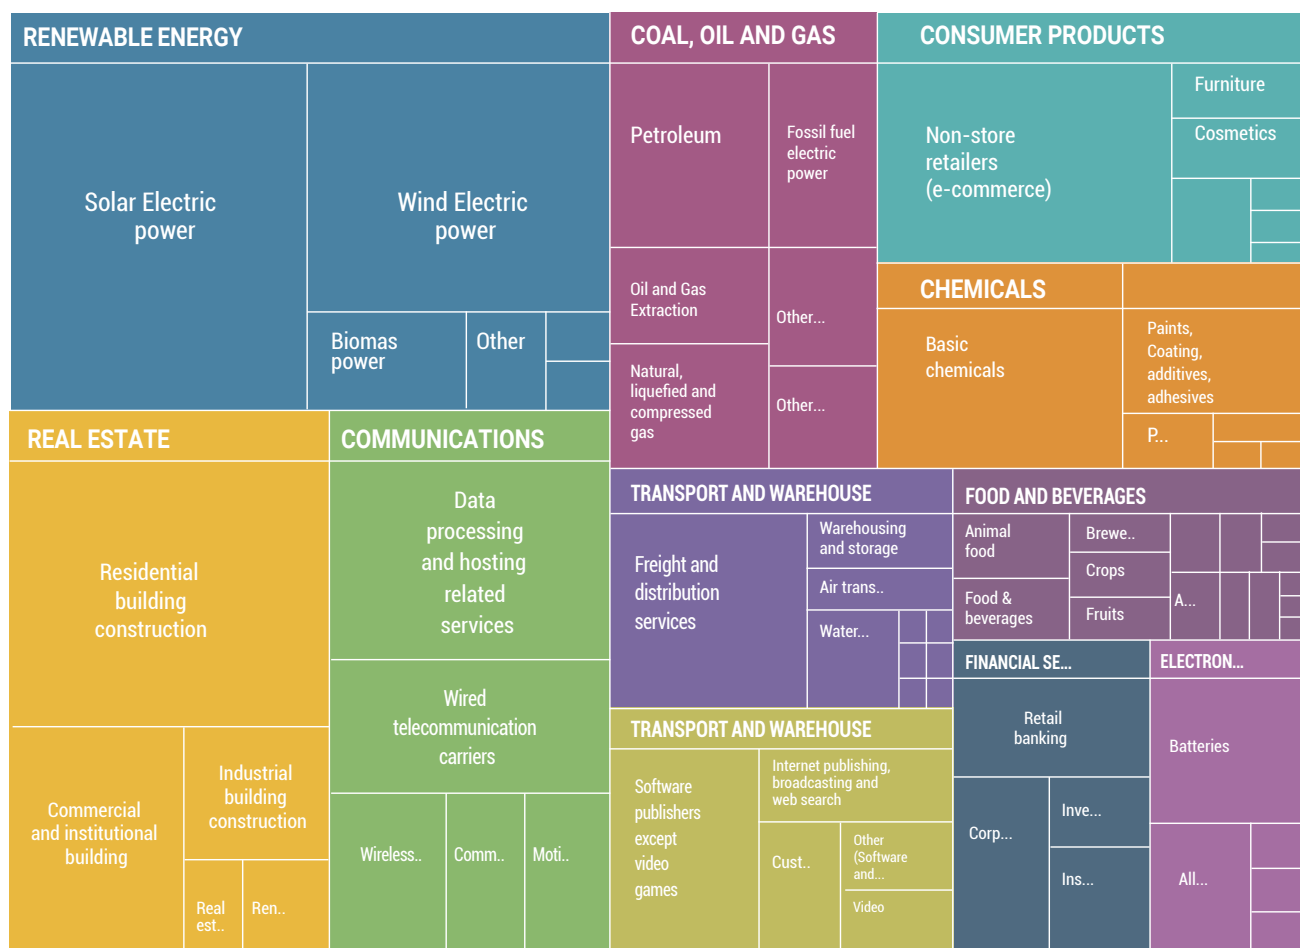 RENEWABLE ENERGY
Solar Electric
power
Wind Electric
power
Biomas
power
Other
COAL, OIL AND GAS
Petroleum
Fossil fuel
electric
power
Oil and Gas
Extraction
Other...
Natural,
liquefied and
compressed
gas
Other...
CONSUMER PRODUCTS
Non-store
retailers
(e-commerce)
Furniture
Cosmetics
CHEMICALS
Basic
chemicals
Paints,
Coating,
additives,
adhesives
P...
REAL ESTATE
Residential
building
construction
Commercial
and institutional
building
Industrial
building
construction
Real
est..
Ren..
COMMUNICATIONS
Data
processing
and hosting
related
services
Wired
telecommunication
carriers
Wireless..
Comm..
Moti..
TRANSPORT AND WAREHOUSE
Freight and
distribution
services
Warehousing
and storage
Air trans..
Water...
FOOD AND BEVERAGES
Animal
food
Food &
beverages
Brewe..
Crops
Fruits
A...
TRANSPORT AND WAREHOUSE
Software
publishers
except
video
games
Internet publishing,
broadcasting and
web search
Cust..
Other
(Software
and...
Video
FINANCIAL SE...
Retail
banking
Corp...
Inve...
Ins...
ELECTRON...
Batteries
All...